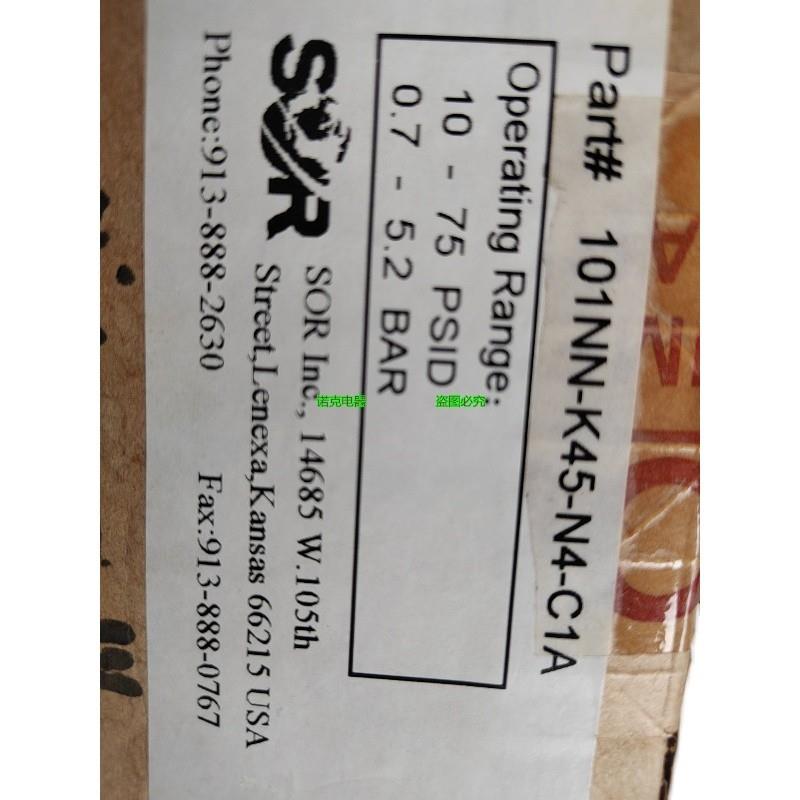 Part# 101NN-K45-N4-C1A
Operating Range:
10 - 75 PSID
0.7 - 5.2 BAR
SOR
SOR Inc., 14685 W.105th
Street,Lenexa,Kansas 66215 USA
Phone:913-888-2630 Fax:913-888-0767
诺克电器
盗图必究